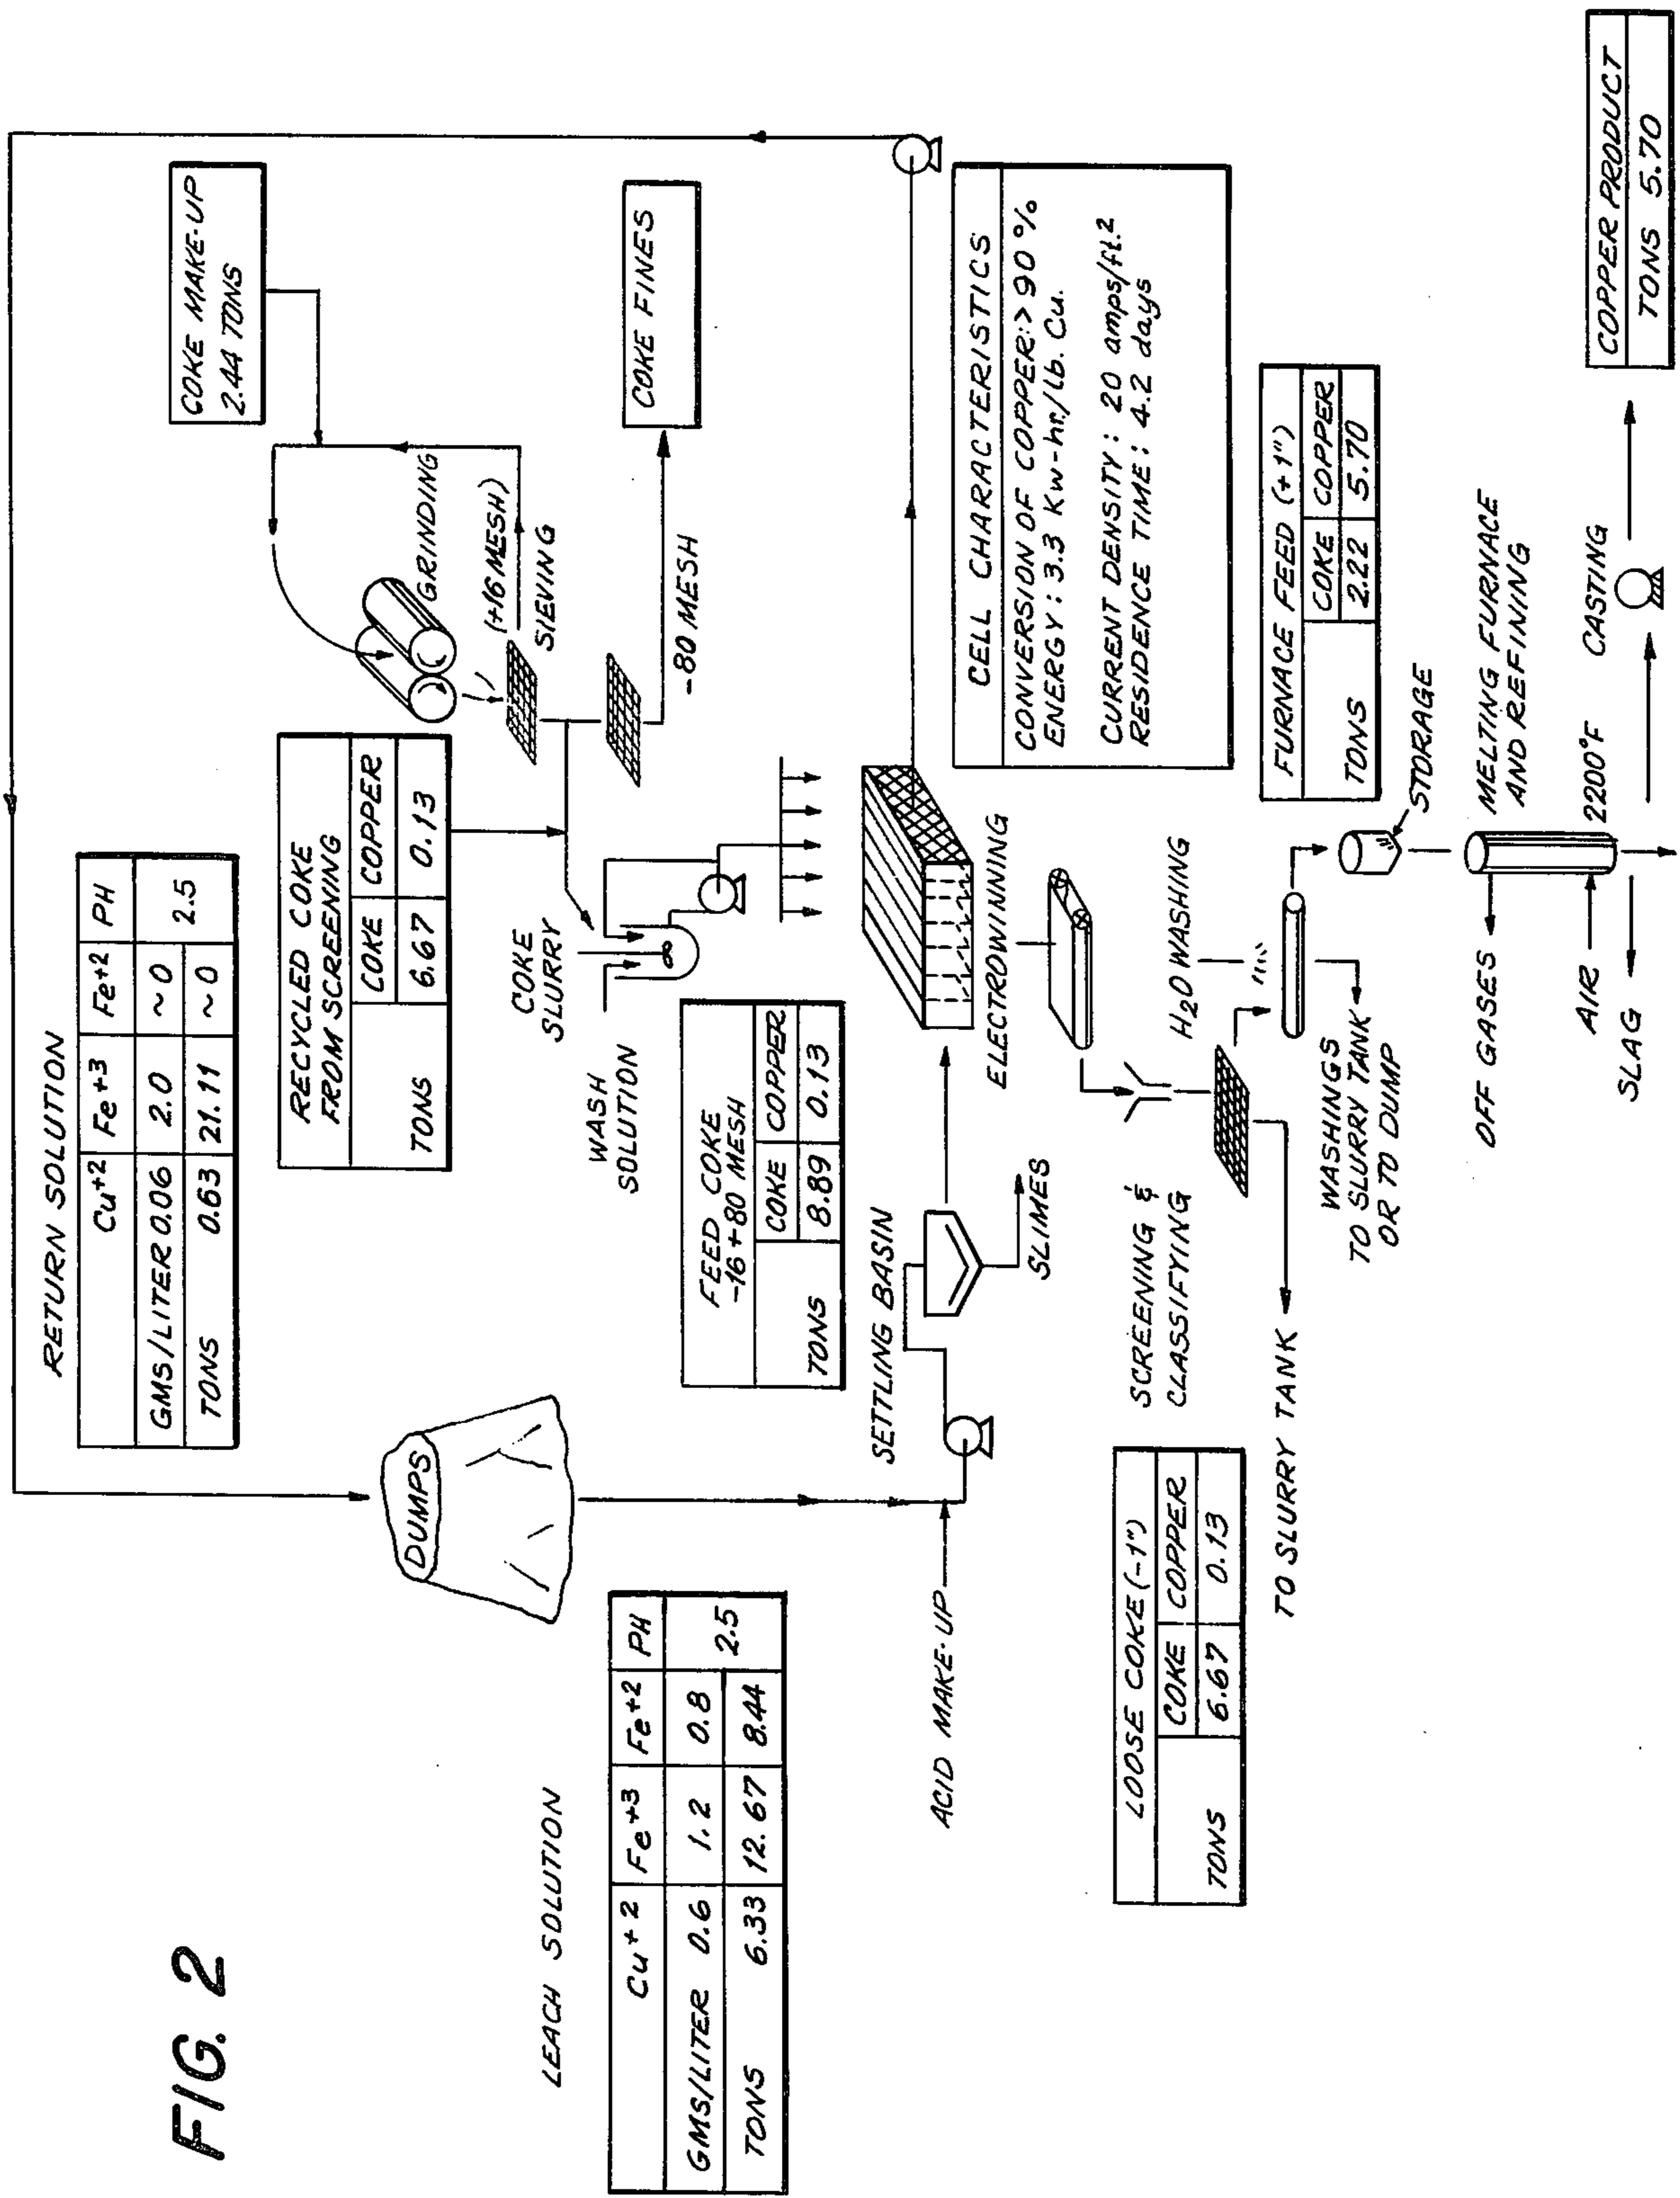 FIG. 2
RETURN SOLUTION
Cu+2 Fe+3 Fe+2 PH
GMS/LITER 0.06 2.0 ~0 2.5
TONS 0.63 21.11 ~0
COKE MAKE-UP
2.44 TONS
RECYCLED COKE
FROM SCREENING
COKE COPPER
TONS 6.67 0.13
GRINDING
(+16 MESH)
SIEVING
COKE FINES
-80 MESH
DUMPS
LEACH SOLUTION
Cu+2 Fe+3 Fe+2 PH
GMS/LITER 0.6 1.2 0.8 2.5
TONS 6.33 12.67 8.44
COKE
SLURRY
WASH
SOLUTION
FEED COKE
-16 +80 MESH
COKE COPPER
TONS 8.89 0.13
ACID MAKE-UP
SETTLING BASIN
SLIMES
ELECTROWINNING
CELL CHARACTERISTICS
CONVERSION OF COPPER:>90%
ENERGY: 3.3 Kw-hr./lb. Cu.
CURRENT DENSITY: 20 amps/ft.2
RESIDENCE TIME: 4.2 days
SCREENING &
CLASSIFYING
H2O WASHING
LOOSE COKE (-1")
COKE COPPER
TONS 6.67 0.13
TO SLURRY TANK
WASHINGS
TO SLURRY TANK
OR TO DUMP
FURNACE FEED (+1")
COKE COPPER
TONS 2.22 5.70
STORAGE
MELTING FURNACE
AND REFINING
OFF GASES
AIR
SLAG
2200°F
CASTING
COPPER PRODUCT
TONS 5.70